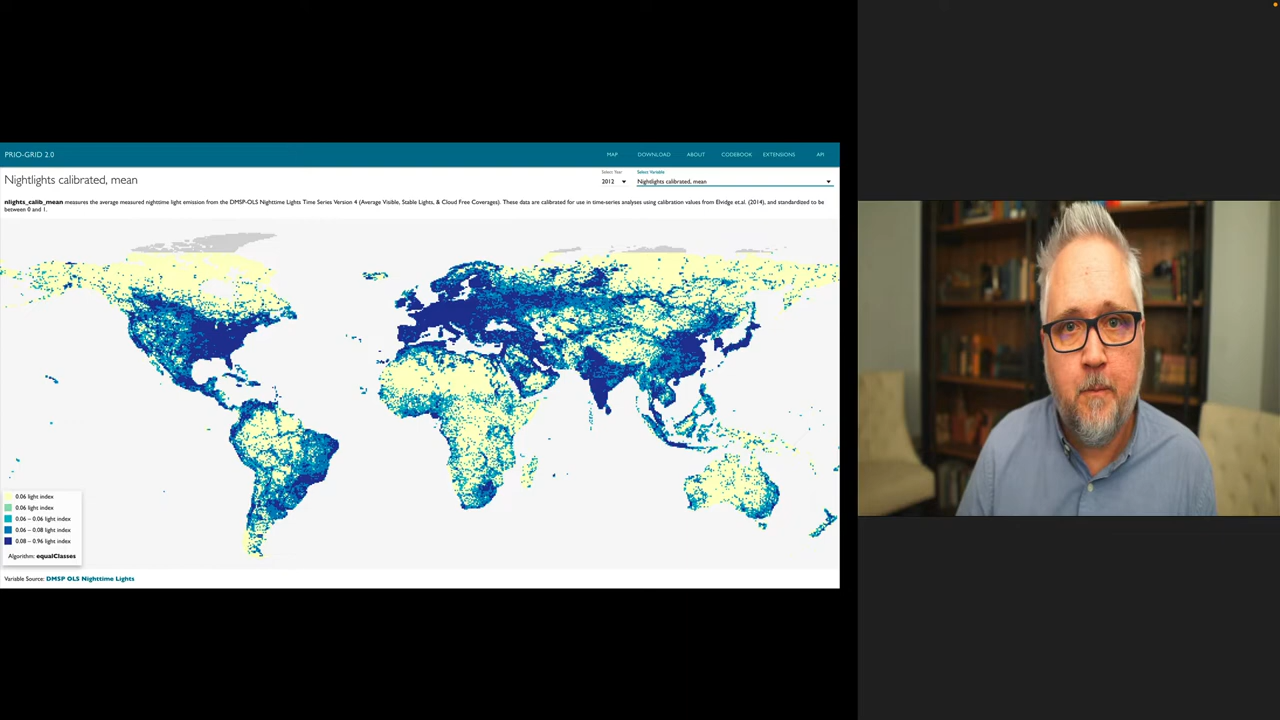 PRIO-GRID 2.0
MAP DOWNLOAD ABOUT CODEBOOK EXTENSIONS API
Nightlights calibrated, mean
Select Year
2012
Select Variable
Nightlights calibrated, mean
nlights_calib_mean measures the average measured nighttime light emission from the DMSP-OLS Nighttime Lights Time Series Version 4 (Average Visible, Stable Lights, & Cloud Free Coverages). These data are calibrated for use in time-series analyses using calibration values from Elvidge et.al. (2014), and standardized to be
between 0 and 1.
0.06 light index
0.06 light index
0.06 – 0.06 light index
0.06 – 0.08 light index
0.08 – 0.96 light index
Algorithm: equalClasses
Variable Source: DMSP OLS Nighttime Lights